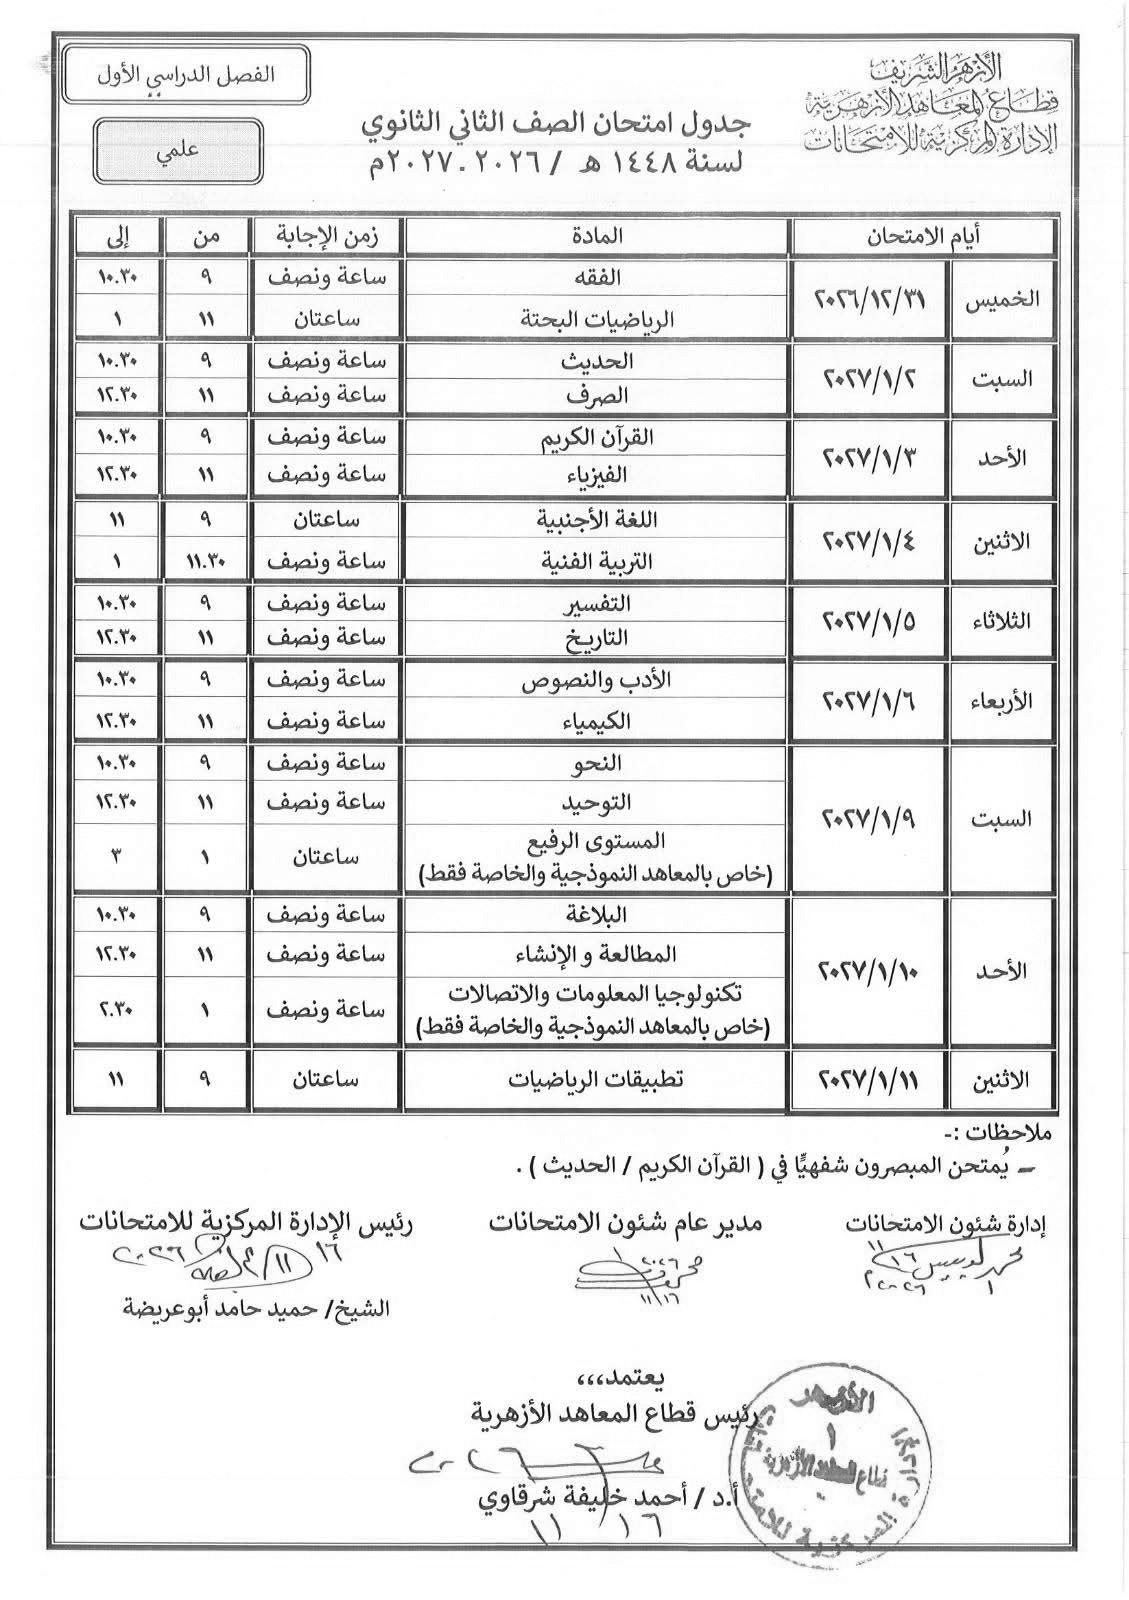 الأزهر الشريف
قطاع المعاهد الأزهرية
الإدارة المركزية للامتحانات
الفصل الدراسي الأول
علمي
جدول امتحان الصف الثاني الثانوي
لسنة ١٤٤٨ هـ / ٢٠٢٦ . ٢٠٢٧م
أيام الامتحان المادة زمن الإجابة من إلى
الخميس ٢٠٢٦/١٢/٣١ الفقه ساعة ونصف ٩ ١٠.٣٠
الرياضيات البحتة ساعتان ١١ ١
السبت ٢٠٢٧/١/٢ الحديث ساعة ونصف ٩ ١٠.٣٠
الصرف ساعة ونصف ١١ ١٢.٣٠
الأحد ٢٠٢٧/١/٣ القرآن الكريم ساعة ونصف ٩ ١٠.٣٠
الفيزياء ساعة ونصف ١١ ١٢.٣٠
الاثنين ٢٠٢٧/١/٤ اللغة الأجنبية ساعتان ٩ ١١
التربية الفنية ساعة ونصف ١١.٣٠ ١
الثلاثاء ٢٠٢٧/١/٥ التفسير ساعة ونصف ٩ ١٠.٣٠
التاريخ ساعة ونصف ١١ ١٢.٣٠
الأربعاء ٢٠٢٧/١/٦ الأدب والنصوص ساعة ونصف ٩ ١٠.٣٠
الكيمياء ساعة ونصف ١١ ١٢.٣٠
السبت ٢٠٢٧/١/٩ النحو ساعة ونصف ٩ ١٠.٣٠
التوحيد ساعة ونصف ١١ ١٢.٣٠
المستوى الرفيع
(خاص بالمعاهد النموذجية والخاصة فقط) ساعتان ١ ٣
الأحد ٢٠٢٧/١/١٠ البلاغة ساعة ونصف ٩ ١٠.٣٠
المطالعة و الإنشاء ساعة ونصف ١١ ١٢.٣٠
تكنولوجيا المعلومات والاتصالات
(خاص بالمعاهد النموذجية والخاصة فقط) ساعة ونصف ١ ٢.٣٠
الاثنين ٢٠٢٧/١/١١ تطبيقات الرياضيات ساعتان ٩ ١١
ملاحظات :-
– يُمتحن المبصرون شفهيًّا في ( القرآن الكريم / الحديث ) .
إدارة شئون الامتحانات مدير عام شئون الامتحانات رئيس الإدارة المركزية للامتحانات
الشيخ/ حميد حامد أبوعريضة
يعتمد،،،
رئيس قطاع المعاهد الأزهرية
أ.د / أحمد خليفة شرقاوي
١٦ / ١١
الأزهر
قطاع المعاهد الأزهرية